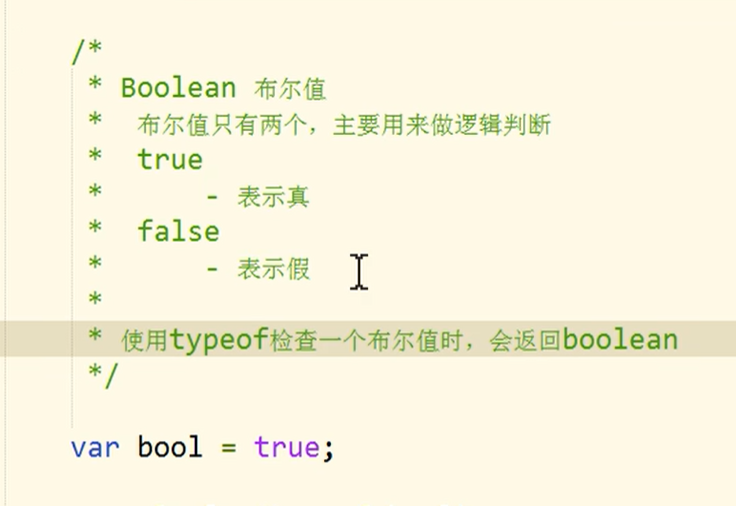 /*
* Boolean 布尔值
* 布尔值只有两个，主要用来做逻辑判断
* true
* - 表示真
* false
* - 表示假
*
* 使用typeof检查一个布尔值时，会返回boolean
*/
var bool = true;